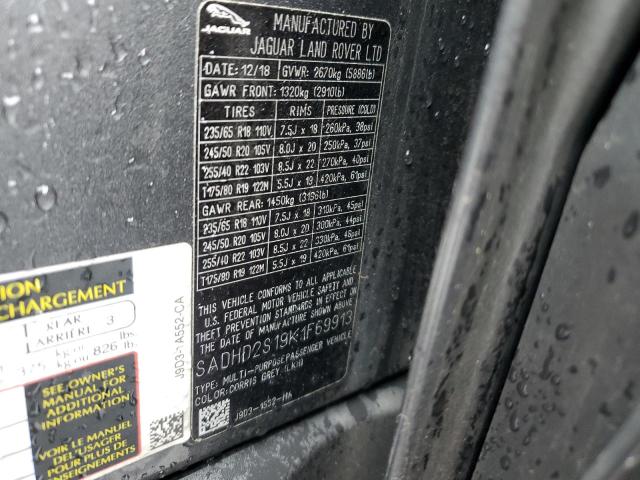 JAGUAR
MANUFACTURED BY
JAGUAR LAND ROVER LTD
DATE: 12/18 GVWR: 2670kg (5886lb)
GAWR FRONT: 1320kg (2910lb)
TIRES RIMS PRESSURE (COLD)
235/65 R18 110V 7.5J x 18 260kPa, 38psi
245/50 R20 105V 8.0J x 20 250kPa, 37psi
255/40 R22 103V 8.5J x 22 270kPa, 40psi
T175/80 R19 122M 5.5J x 19 420kPa, 61psi
GAWR REAR: 1450kg (3196lb)
235/65 R18 110V 7.5J x 18 310kPa, 45psi
245/50 R20 105V 8.0J x 20 300kPa, 44psi
255/40 R22 103V 8.5J x 22 330kPa, 48psi
T175/80 R19 122M 5.5J x 19 420kPa, 61psi
THIS VEHICLE CONFORMS TO ALL APPLICABLE
U.S. FEDERAL MOTOR VEHICLE SAFETY AND
THEFT PREVENTION STANDARDS IN EFFECT
ON THE DATE OF MANUFACTURE SHOWN ABOVE
SADHD2S19K1F69913
TYPE: MULTI-PURPOSE PASSENGER VEHICLE
COLOR: CORRIS GREY (LKH)
J9D3-1532-HA
J9D3-1A552-CA
CHARGEMENT
REAR
ARRIÈRE 3
826 lbs
SEE OWNER'S
MANUAL FOR
ADDITIONAL
INFORMATION
VOIR LE MANUEL
DE L'USAGER
POUR PLUS DE
RENSEIGNEMENTS